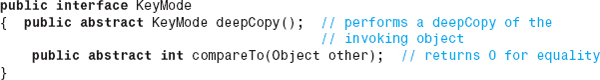 public interface KeyMode
{  public abstract KeyMode deepCopy();  // performs a deepCopy of the
                                        // invoking object
    public abstract int compareTo(Object other);  // returns 0 for equality
}